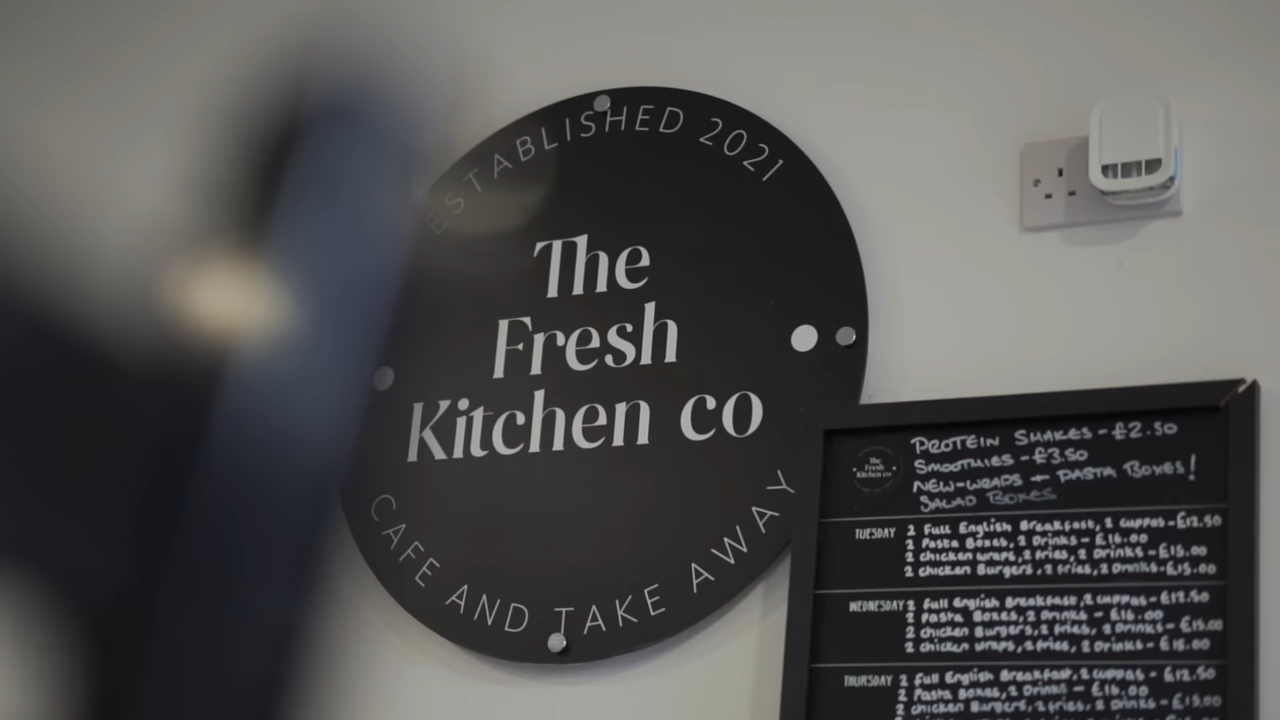 ESTABLISHED 2021
The
Fresh
Kitchen co
CAFE AND TAKE AWAY
The
Fresh
Kitchen co
PROTEIN SHAKES - £2.50
SMOOTHIES - £3.50
NEW-WRAPS + PASTA BOXES!
SALAD BOXES
TUESDAY 2 Full English Breakfast, 2 cuppas - £12.50
2 Pasta Boxes, 2 Drinks - £16.00
2 chicken wraps, 2 fries, 2 Drinks - £15.00
2 chicken Burgers, 2 fries, 2 Drinks - £15.00
WEDNESDAY 2 Full English Breakfast, 2 cuppas - £12.50
2 Pasta Boxes, 2 Drinks - £16.00
2 chicken Burgers, 2 fries, 2 Drinks - £15.00
2 chicken wraps, 2 fries, 2 Drinks - £15.00
THURSDAY 2 Full English Breakfast, 2 cuppas - £12.50
2 Pasta Boxes, 2 Drinks - £16.00
2 chicken Burgers, 2 fries, 2 Drinks - £15.00